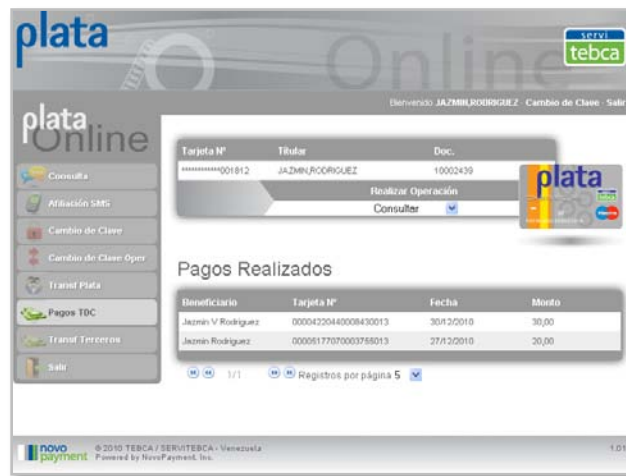 plata
Online
servi
tebca
Bienvenido JAZMIN,RODRIGUEZ - Cambio de Clave - Salir
plata
Online
Tarjeta Nº Titular Doc.
************001812 JAZMIN,RODRIGUEZ 10002439
Realizar Operación
Consultar
plata
Consulta
Afiliación SMS
Cambio de Clave
Cambio de Clave Oper
Transf Plata
Pagos TDC
Transf Terceros
Salir
Pagos Realizados
Beneficiario Tarjeta Nº Fecha Monto
Jazmin V Rodriguez 00004220440008430013 30/12/2010 30,00
Jazmin Rodriguez 00005177070003755013 27/12/2010 20,00
1/1 Registros por página 5
novo
payment
© 2010 TEBCA / SERVITEBCA - Venezuela
Powered by NovoPayment, Inc.
1.01